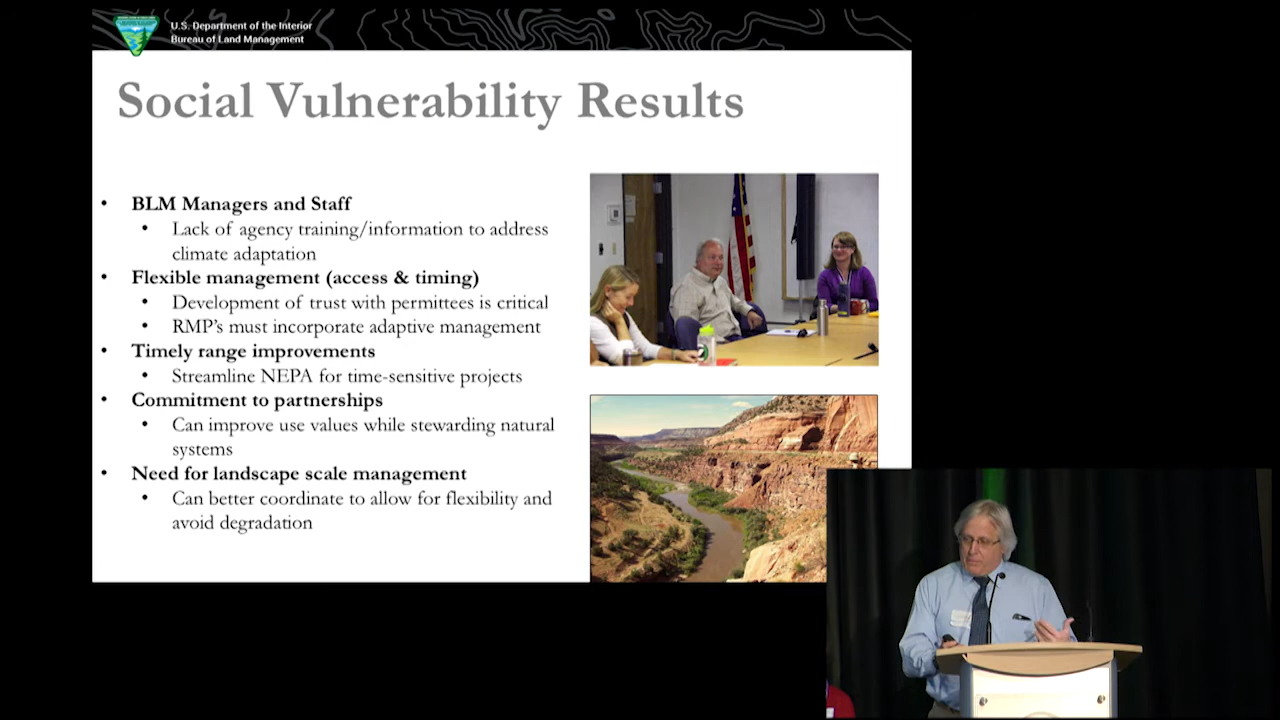 U.S. Department of the Interior
Bureau of Land Management
Social Vulnerability Results
• BLM Managers and Staff
• Lack of agency training/information to address
climate adaptation
• Flexible management (access & timing)
• Development of trust with permittees is critical
• RMP's must incorporate adaptive management
• Timely range improvements
• Streamline NEPA for time-sensitive projects
• Commitment to partnerships
• Can improve use values while stewarding natural
systems
• Need for landscape scale management
• Can better coordinate to allow for flexibility and
avoid degradation